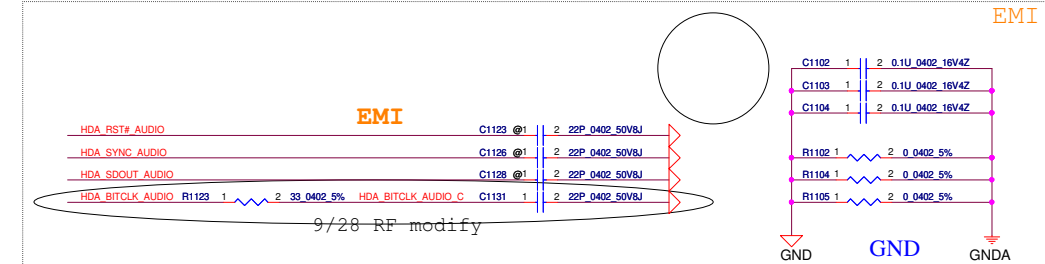 EMI
C1102 1 2 0.1U_0402_16V4Z
C1103 1 2 0.1U_0402_16V4Z
C1104 1 2 0.1U_0402_16V4Z
EMI
HDA_RST#_AUDIO C1123 @1 2 22P_0402_50V8J
HDA_SYNC_AUDIO C1126 @1 2 22P_0402_50V8J
HDA_SDOUT_AUDIO C1128 @1 2 22P_0402_50V8J
HDA_BITCLK_AUDIO R1123 1 2 33_0402_5% HDA_BITCLK_AUDIO_C C1131 1 2 22P_0402_50V8J
9/28 RF modify
R1102 1 2 0_0402_5%
R1104 1 2 0_0402_5%
R1105 1 2 0_0402_5%
GND GND GNDA